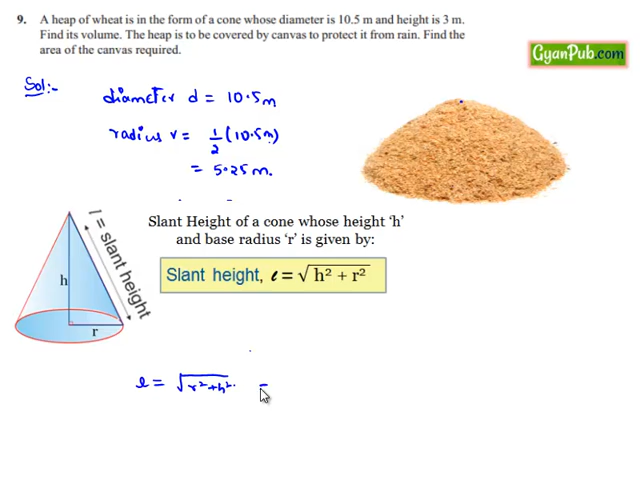 9. A heap of wheat is in the form of a cone whose diameter is 10.5 m and height is 3 m.
Find its volume. The heap is to be covered by canvas to protect it from rain. Find the
area of the canvas required.
GyanPub.com
Sol:-
diameter d = 10.5m
radius r = 1/2 (10.5m)
= 5.25 m.
Slant Height of a cone whose height ‘h’
and base radius ‘r’ is given by:
Slant height, ℓ = √h² + r²
l = slant height
h
r
l = √r²+h² =